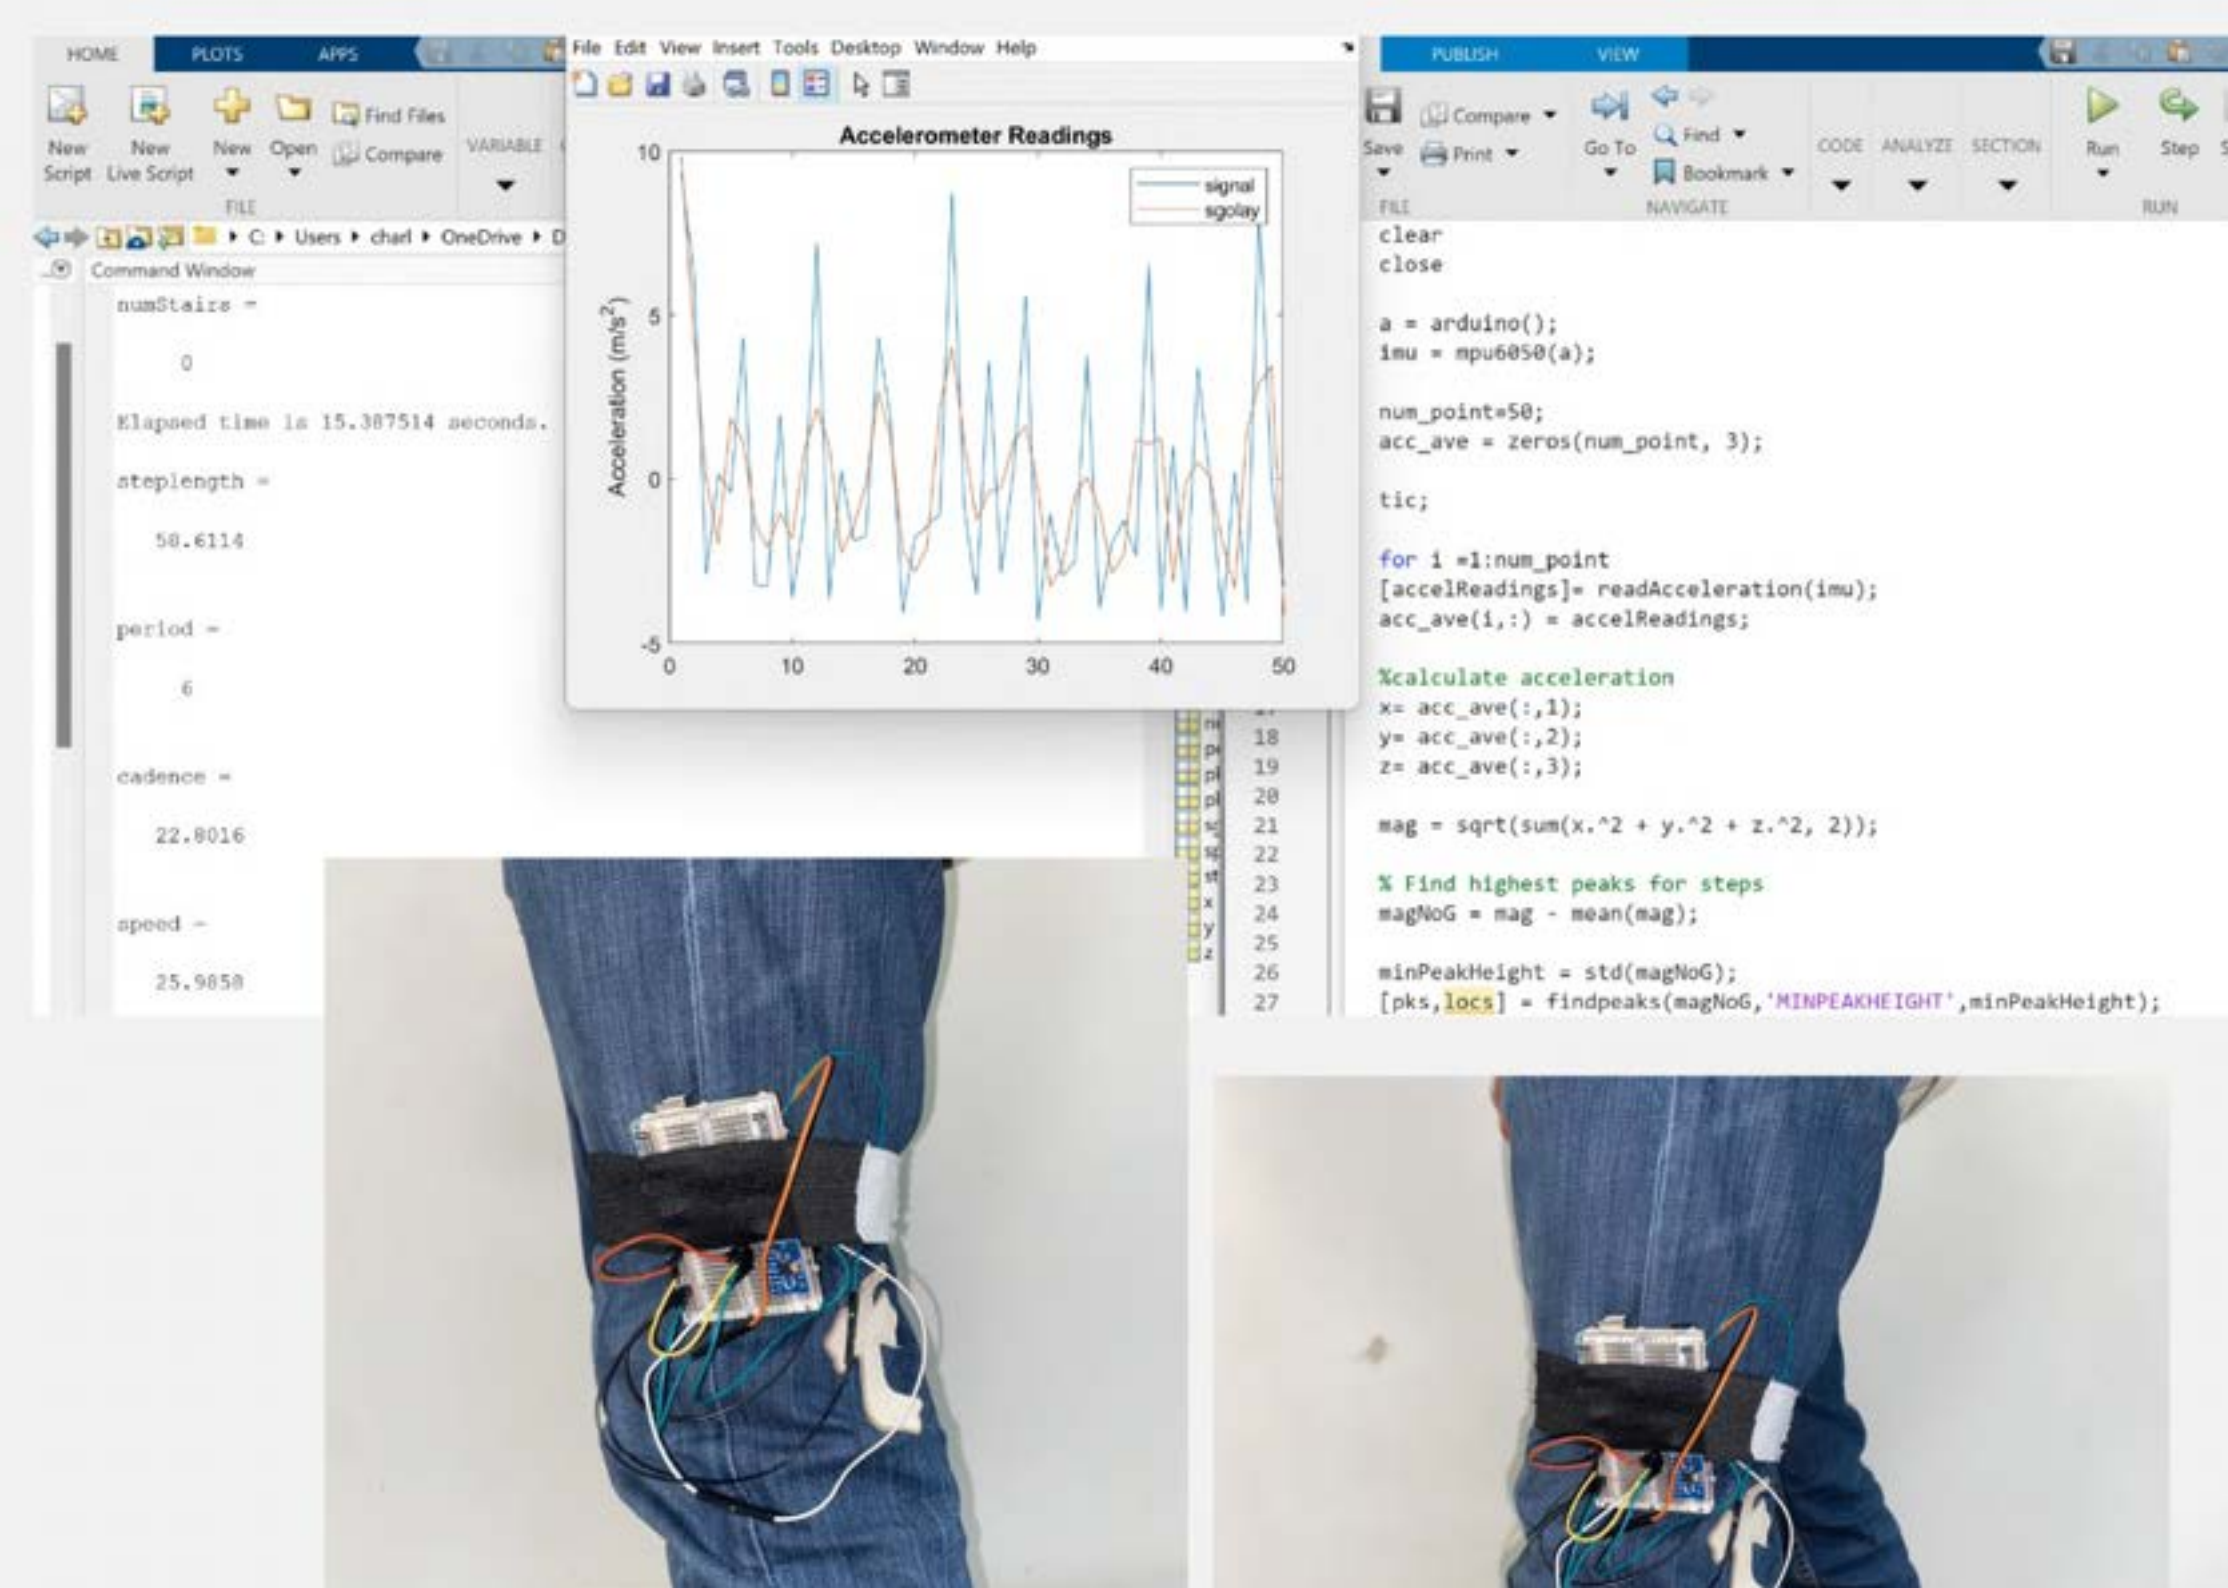 HOME PLOTS APPS
New Script
New Live Script
New
Open
Find Files
Compare
VARIABLE
FILE
C: Users charl OneDrive D
Command Window
numStairs =
0
Elapsed time is 15.387514 seconds.
steplength =
58.6114
period =
6
cadence =
22.8016
speed =
25.9858
File Edit View Insert Tools Desktop Window Help
Accelerometer Readings
signal
sgolay
Acceleration (m/s²)
10
5
0
-5
0 10 20 30 40 50
PUBLISH VIEW
Save
Compare
Print
Go To
Find
Bookmark
CODE ANALYZE SECTION
Run
Step
FILE NAVIGATE RUN
clear
close
a = arduino();
imu = mpu6050(a);
num_point=50;
acc_ave = zeros(num_point, 3);
tic;
for i =1:num_point
[accelReadings]= readAcceleration(imu);
acc_ave(i,:) = accelReadings;
%calculate acceleration
x= acc_ave(:,1);
18 y= acc_ave(:,2);
19 z= acc_ave(:,3);
20
21 mag = sqrt(sum(x.^2 + y.^2 + z.^2, 2));
22
23 % Find highest peaks for steps
24 magNoG = mag - mean(mag);
25
26 minPeakHeight = std(magNoG);
27 [pks,locs] = findpeaks(magNoG,'MINPEAKHEIGHT',minPeakHeight);
x
y
z